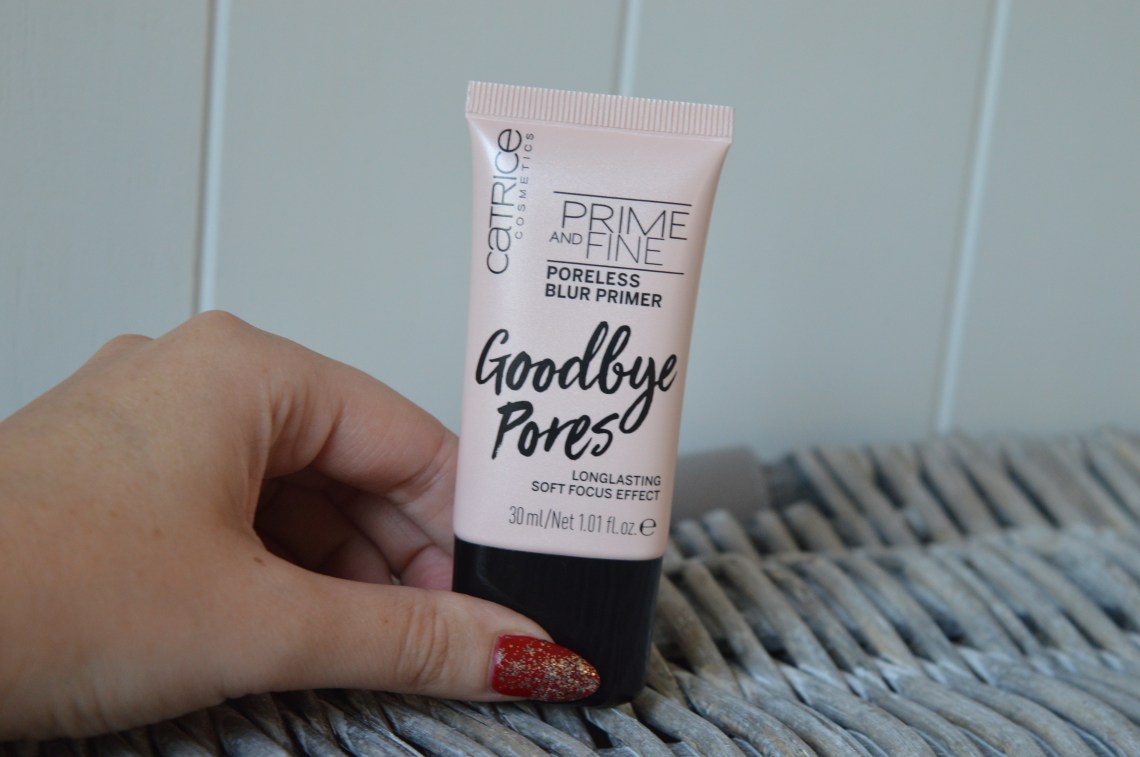 CATRICE
COSMETICS
PRIME
AND FINE
PORELESS
BLUR PRIMER
Goodbye
Pores
LONGLASTING
SOFT FOCUS EFFECT
30 ml/Net 1.01 fl.oz. ℮